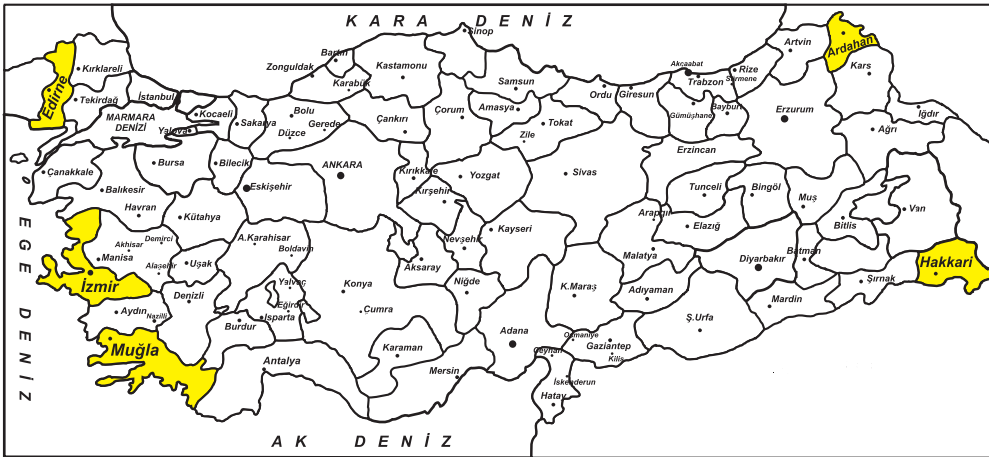 KARA DENİZ
Sinop
Bartın
Zonguldak
Kastamonu
Karabük
Artvin
Ardahan
Kırklareli
Edirne
Tekirdağ
İstanbul
MARMARA
DENİZİ
Yalova
Kocaeli
Sakarya
Bolu
Düzce
Gerede
Çankırı
Çorum
Samsun
Amasya
Tokat
Zile
Ordu
Giresun
Akçaabat
Trabzon
Rize
Sürmene
Gümüşhane
Bayburt
Erzurum
Kars
Iğdır
Ağrı
Erzincan
Çanakkale
Bursa
Bilecik
Balıkesir
Havran
Kütahya
Eskişehir
ANKARA
Kırıkkale
Kırşehir
Yozgat
Sivas
Tunceli
Bingöl
Muş
Van
Bitlis
Arapgir
Elazığ
EGE DENİZ
Akhisar
Demirci
Manisa
Alaşehir
Uşak
A.Karahisar
Boldavin
Nevşehir
Kayseri
Aksaray
Malatya
Diyarbakır
Batman
Hakkari
Şırnak
İzmir
Aydın
Nazilli
Denizli
Yalvaç
Eğirdir
Isparta
Burdur
Konya
Çumra
Niğde
K.Maraş
Adıyaman
Mardin
Ş.Urfa
Muğla
Antalya
Karaman
Mersin
Adana
Osmaniye
Ceyhan
Gaziantep
Kilis
İskenderun
Hatay
AK DENİZ